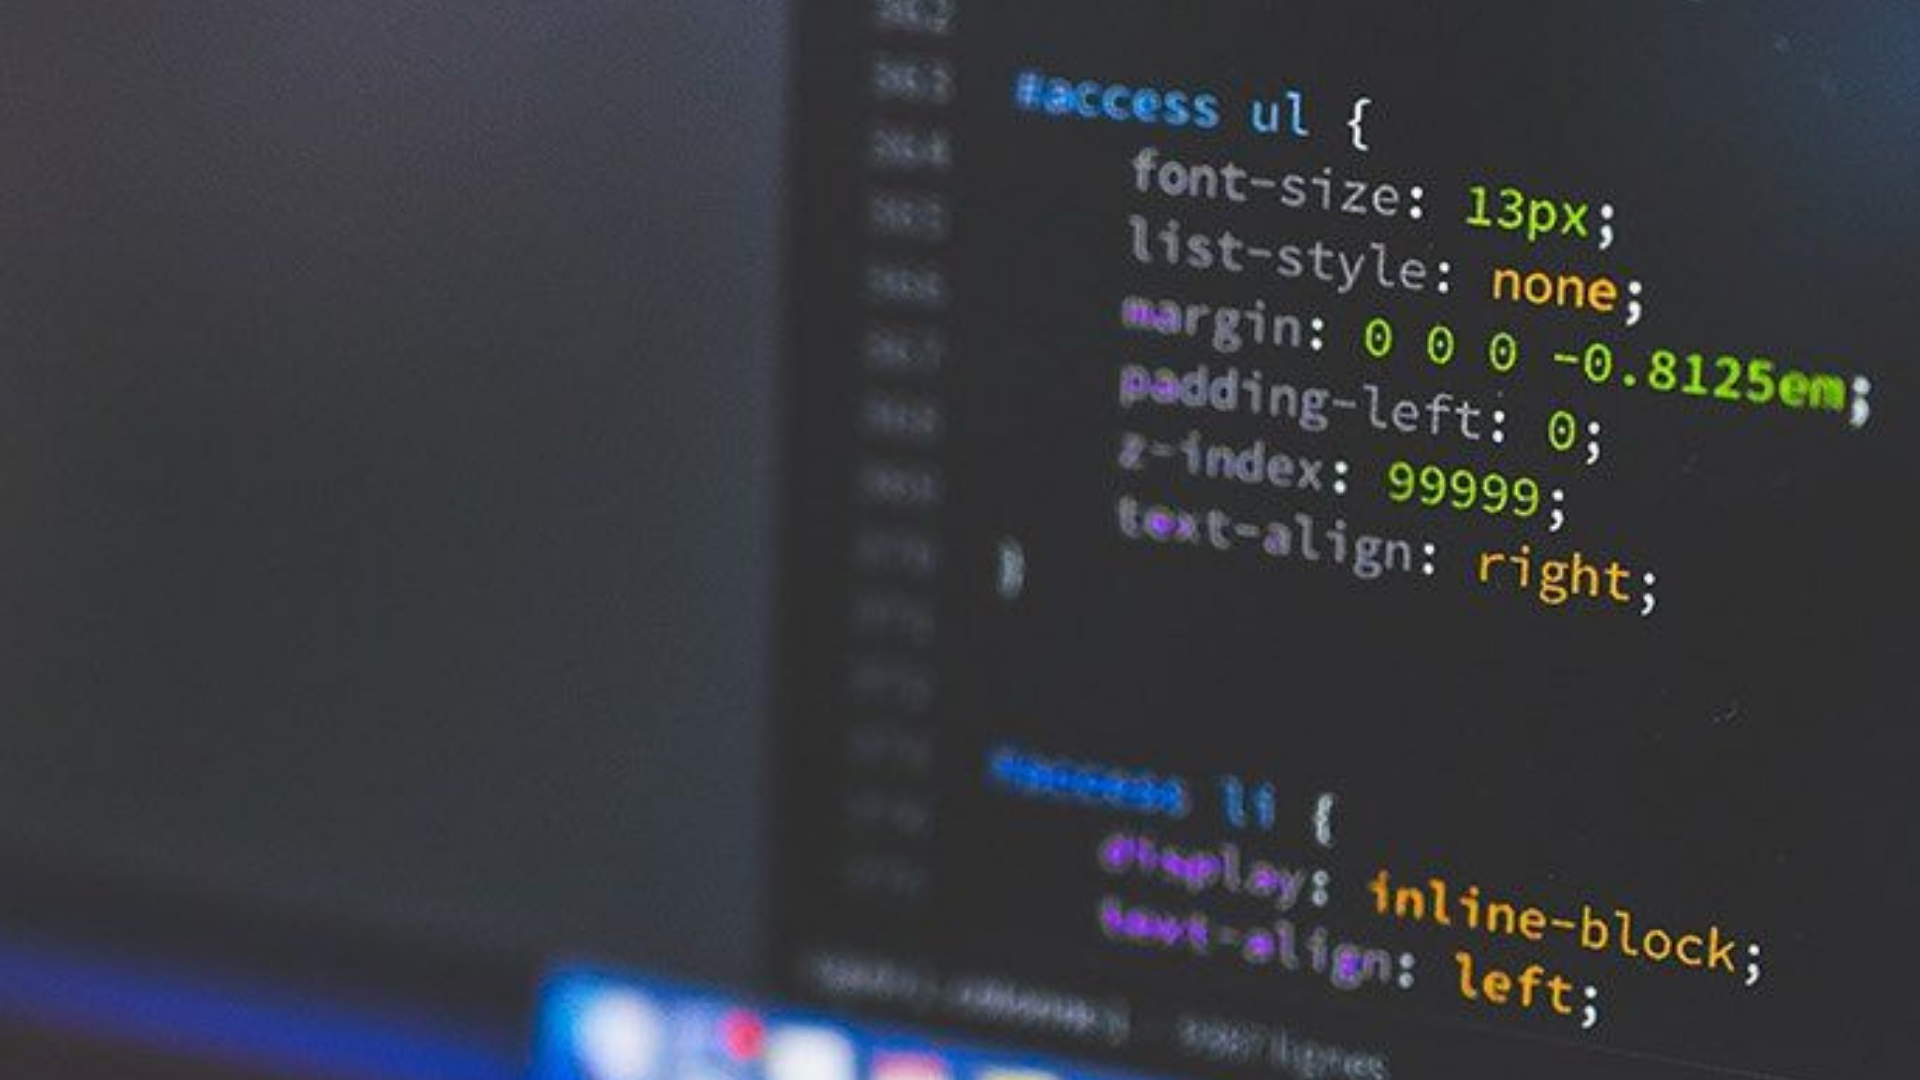 #access ul {
font-size: 13px;
list-style: none;
margin: 0 0 0 -0.8125em;
padding-left: 0;
z-index: 99999;
text-align: right;
}
#access li {
display: inline-block;
text-align: left;